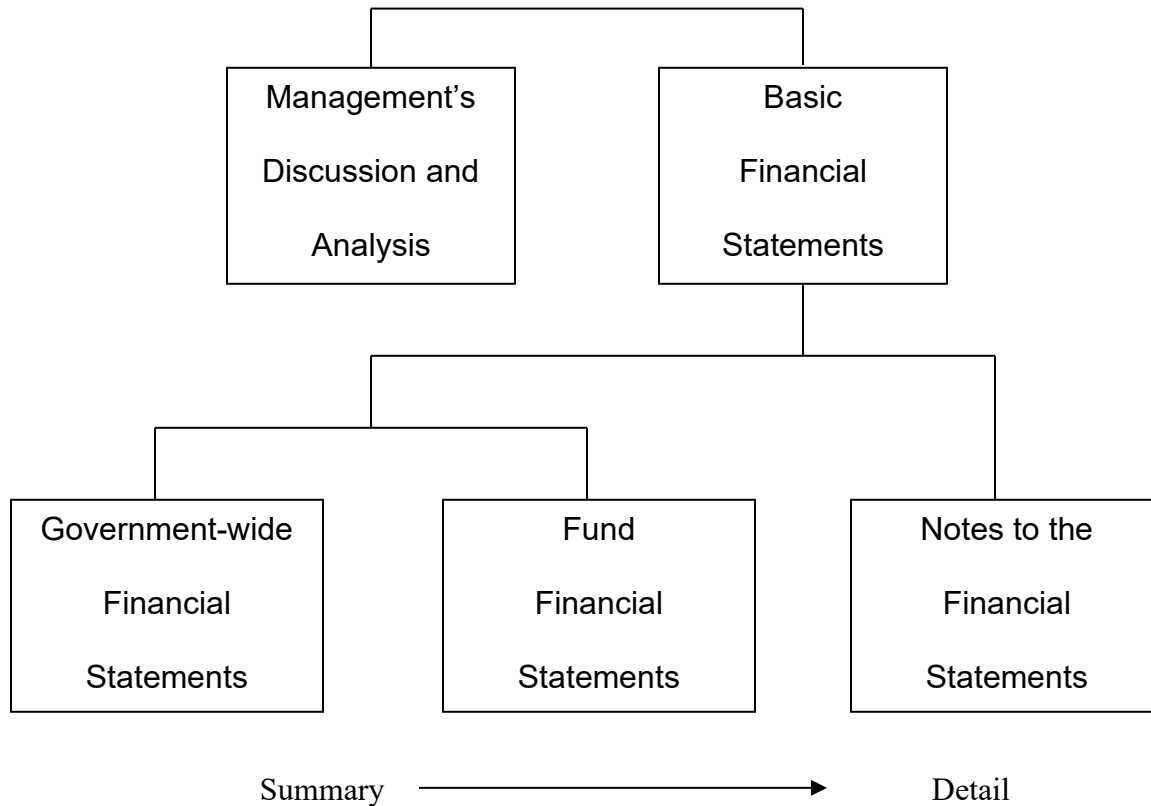 Management’s
Discussion and
Analysis
Basic
Financial
Statements
Government-wide
Financial
Statements
Fund
Financial
Statements
Notes to the
Financial
Statements
Summary
Detail